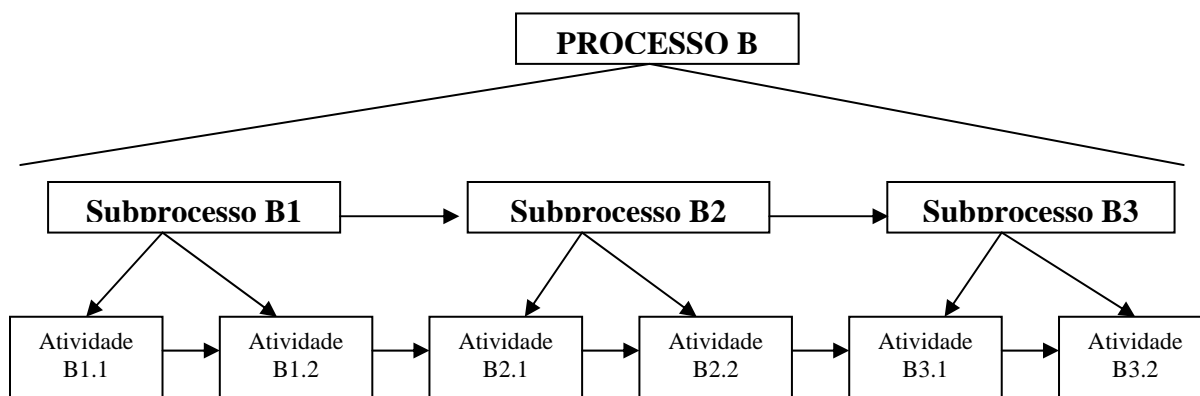 PROCESSO B
Subprocesso B1
Subprocesso B2
Subprocesso B3
Atividade
B1.1
Atividade
B1.2
Atividade
B2.1
Atividade
B2.2
Atividade
B3.1
Atividade
B3.2